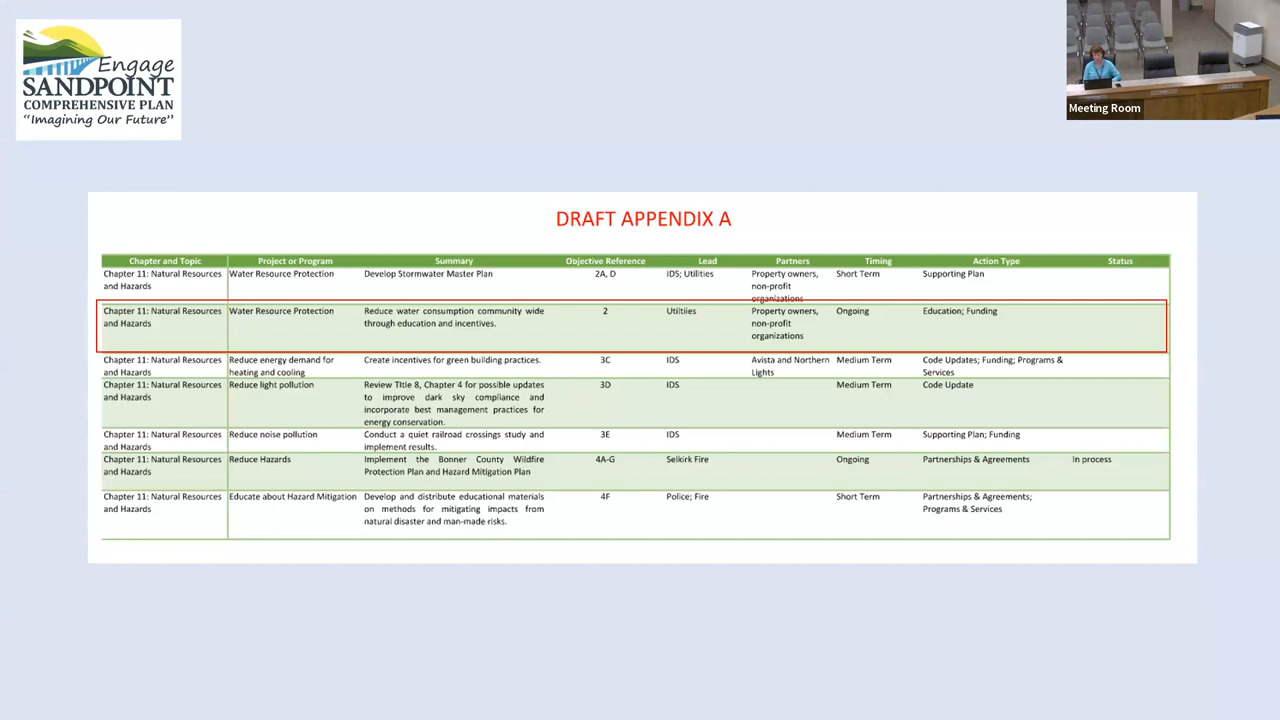 Engage
SANDPOINT
COMPREHENSIVE PLAN
"Imagining Our Future"
Meeting Room
DRAFT APPENDIX A
Chapter and Topic Project or Program Summary Objective Reference Lead Partners Timing Action Type Status
Chapter 11: Natural Resources Water Resource Protection Develop Stormwater Master Plan 2A, D IDS; Utilities Property owners, Short Term Supporting Plan
and Hazards non-profit
organizations
Chapter 11: Natural Resources Water Resource Protection Reduce water consumption community wide 2 Utiltiies Property owners, Ongoing Education; Funding
and Hazards through education and incentives. non-profit
organizations
Chapter 11: Natural Resources Reduce energy demand for Create incentives for green building practices. 3C IDS Avista and Northern Medium Term Code Updates; Funding; Programs &
and Hazards heating and cooling Lights Services
Chapter 11: Natural Resources Reduce light pollution Review Title 8, Chapter 4 for possible updates 3D IDS Medium Term Code Update
and Hazards to improve dark sky compliance and
incorporate best management practices for
energy conservation.
Chapter 11: Natural Resources Reduce noise pollution Conduct a quiet railroad crossings study and 3E IDS Medium Term Supporting Plan; Funding
and Hazards implement results.
Chapter 11: Natural Resources Reduce Hazards Implement the Bonner County Wildfire 4A-G Selkirk Fire Ongoing Partnerships & Agreements In process
and Hazards Protection Plan and Hazard Mitigation Plan
Chapter 11: Natural Resources Educate about Hazard Mitigation Develop and distribute educational materials 4F Police; Fire Short Term Partnerships & Agreements;
and Hazards on methods for mitigating impacts from Programs & Services
natural disaster and man-made risks.